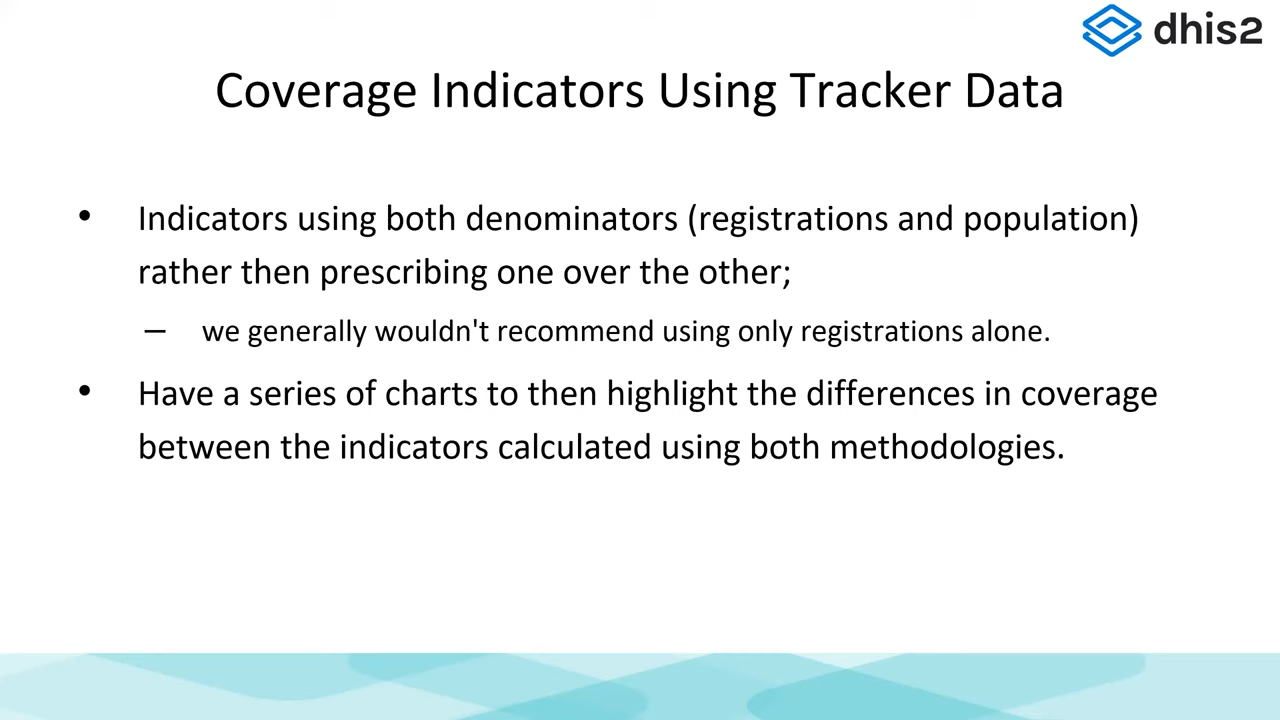 dhis2
Coverage Indicators Using Tracker Data
• Indicators using both denominators (registrations and population)
rather then prescribing one over the other;
– we generally wouldn't recommend using only registrations alone.
• Have a series of charts to then highlight the differences in coverage
between the indicators calculated using both methodologies.